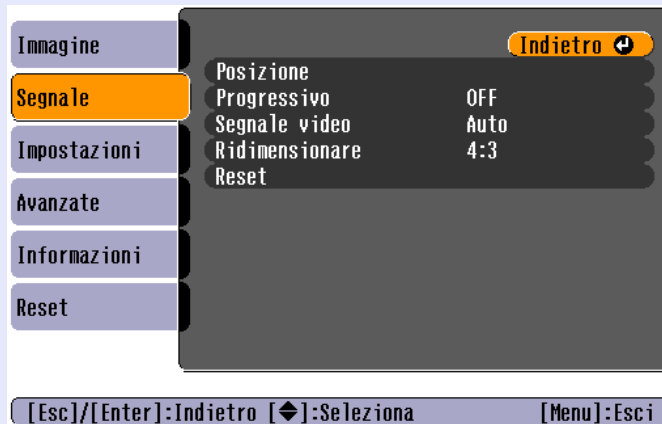 Immagine
Segnale
Impostazioni
Avanzate
Informazioni
Reset
Indietro
Posizione
Progressivo OFF
Segnale video Auto
Ridimensionare 4:3
Reset
[Esc]/[Enter]:Indietro [◆]:Seleziona [Menu]:Esci